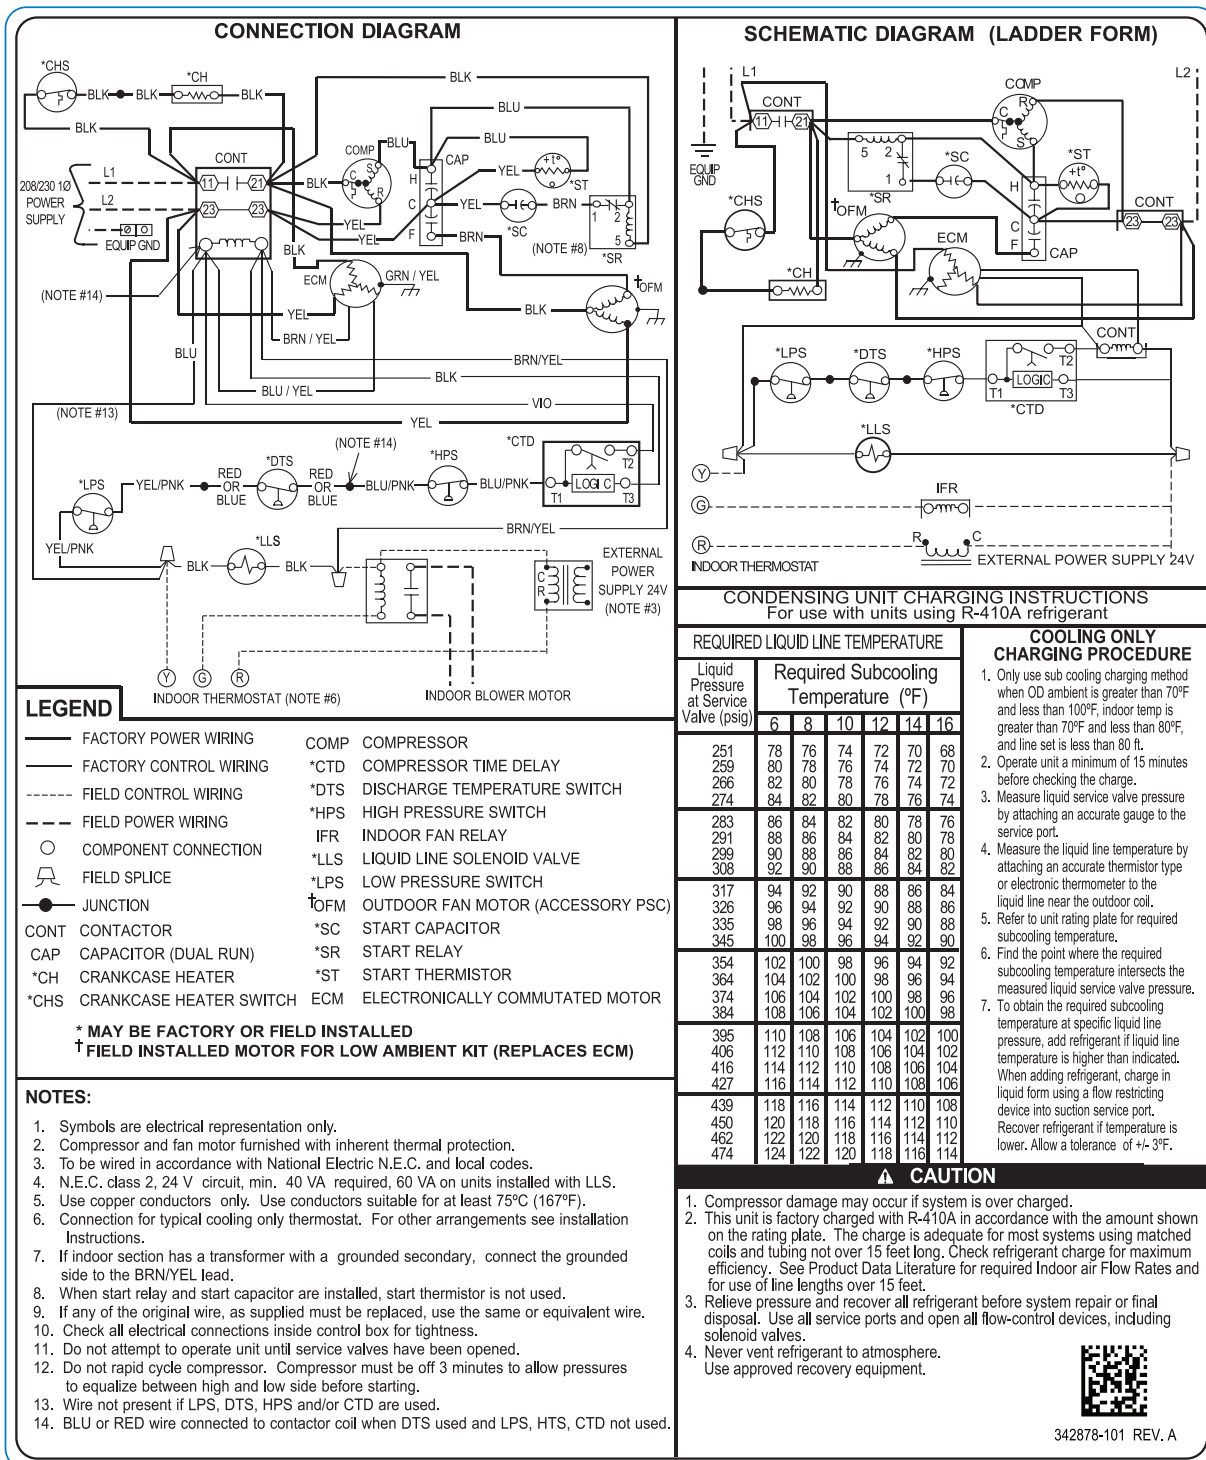 CONNECTION DIAGRAM
*CHS
*CH
BLK
BLK
BLK
BLK
BLK
BLU
BLK
CONT
COMP
BLU
BLU
CAP
S
C
R
H
YEL
+t°
*ST
208/230 1Ø
POWER
SUPPLY
L1
11
21
BLK
L2
23
23
YEL
C
YEL
BRN
1
2
*SC
YEL
F
BRN
(NOTE #8)
5
*SR
EQUIP GND
BLK
ECM
GRN / YEL
†OFM
(NOTE #14)
YEL
BLK
BRN / YEL
BLU
BRN/YEL
BLK
BLU / YEL
VIO
(NOTE #13)
YEL
(NOTE #14)
*CTD
*DTS
*HPS
T2
*LPS
YEL/PNK
RED
OR
BLUE
RED
OR
BLUE
BLU/PNK
BLU/PNK
LOGIC
T1
T3
BRN/YEL
YEL/PNK
*LLS
BLK
BLK
C
R
EXTERNAL
POWER
SUPPLY 24V
(NOTE #3)
Y
G
R
INDOOR THERMOSTAT (NOTE #6)
INDOOR BLOWER MOTOR
LEGEND
FACTORY POWER WIRING
FACTORY CONTROL WIRING
FIELD CONTROL WIRING
FIELD POWER WIRING
COMPONENT CONNECTION
FIELD SPLICE
JUNCTION
CONT CONTACTOR
CAP CAPACITOR (DUAL RUN)
*CH CRANKCASE HEATER
*CHS CRANKCASE HEATER SWITCH
COMP COMPRESSOR
*CTD COMPRESSOR TIME DELAY
*DTS DISCHARGE TEMPERATURE SWITCH
*HPS HIGH PRESSURE SWITCH
IFR INDOOR FAN RELAY
*LLS LIQUID LINE SOLENOID VALVE
*LPS LOW PRESSURE SWITCH
†OFM OUTDOOR FAN MOTOR (ACCESSORY PSC)
*SC START CAPACITOR
*SR START RELAY
*ST START THERMISTOR
ECM ELECTRONICALLY COMMUTATED MOTOR
* MAY BE FACTORY OR FIELD INSTALLED
† FIELD INSTALLED MOTOR FOR LOW AMBIENT KIT (REPLACES ECM)
NOTES:
1. Symbols are electrical representation only.
2. Compressor and fan motor furnished with inherent thermal protection.
3. To be wired in accordance with National Electric N.E.C. and local codes.
4. N.E.C. class 2, 24 V circuit, min. 40 VA required, 60 VA on units installed with LLS.
5. Use copper conductors only. Use conductors suitable for at least 75ºC (167ºF).
6. Connection for typical cooling only thermostat. For other arrangements see installation
Instructions.
7. If indoor section has a transformer with a grounded secondary, connect the grounded
side to the BRN/YEL lead.
8. When start relay and start capacitor are installed, start thermistor is not used.
9. If any of the original wire, as supplied must be replaced, use the same or equivalent wire.
10. Check all electrical connections inside control box for tightness.
11. Do not attempt to operate unit until service valves have been opened.
12. Do not rapid cycle compressor. Compressor must be off 3 minutes to allow pressures
to equalize between high and low side before starting.
13. Wire not present if LPS, DTS, HPS and/or CTD are used.
14. BLU or RED wire connected to contactor coil when DTS used and LPS, HTS, CTD not used.
SCHEMATIC DIAGRAM (LADDER FORM)
L1
L2
COMP
CONT
11
21
R
C
S
5
2
1
*SC
*ST
+t°
EQUIP
GND
*SR
H
*CHS
†OFM
CONT
C
23
23
ECM
F
CAP
*CH
CONT
*LPS
*DTS
*HPS
T2
LOGIC
T1
T3
*CTD
*LLS
Y
IFR
G
R
R
C
INDOOR THERMOSTAT
EXTERNAL POWER SUPPLY 24V
CONDENSING UNIT CHARGING INSTRUCTIONS
For use with units using R-410A refrigerant
REQUIRED LIQUID LINE TEMPERATURE
Liquid
Pressure
at Service
Valve (psig)
Required Subcooling
Temperature (ºF)
6 8 10 12 14 16
251 78 76 74 72 70 68
259 80 78 76 74 72 70
266 82 80 78 76 74 72
274 84 82 80 78 76 74
283 86 84 82 80 78 76
291 88 86 84 82 80 78
299 90 88 86 84 82 80
308 92 90 88 86 84 82
317 94 92 90 88 86 84
326 96 94 92 90 88 86
335 98 96 94 92 90 88
345 100 98 96 94 92 90
354 102 100 98 96 94 92
364 104 102 100 98 96 94
374 106 104 102 100 98 96
384 108 106 104 102 100 98
395 110 108 106 104 102 100
406 112 110 108 106 104 102
416 114 112 110 108 106 104
427 116 114 112 110 108 106
439 118 116 114 112 110 108
450 120 118 116 114 112 110
462 122 120 118 116 114 112
474 124 122 120 118 116 114
COOLING ONLY
CHARGING PROCEDURE
1. Only use sub cooling charging method
when OD ambient is greater than 70ºF
and less than 100ºF, indoor temp is
greater than 70ºF and less than 80ºF,
and line set is less than 80 ft.
2. Operate unit a minimum of 15 minutes
before checking the charge.
3. Measure liquid service valve pressure
by attaching an accurate gauge to the
service port.
4. Measure the liquid line temperature by
attaching an accurate thermistor type
or electronic thermometer to the
liquid line near the outdoor coil.
5. Refer to unit rating plate for required
subcooling temperature.
6. Find the point where the required
subcooling temperature intersects the
measured liquid service valve pressure.
7. To obtain the required subcooling
temperature at specific liquid line
pressure, add refrigerant if liquid line
temperature is higher than indicated.
When adding refrigerant, charge in
liquid form using a flow restricting
device into suction service port.
Recover refrigerant if temperature is
lower. Allow a tolerance of +/- 3ºF.
CAUTION
1. Compressor damage may occur if system is over charged.
2. This unit is factory charged with R-410A in accordance with the amount shown
on the rating plate. The charge is adequate for most systems using matched
coils and tubing not over 15 feet long. Check refrigerant charge for maximum
efficiency. See Product Data Literature for required Indoor air Flow Rates and
for use of line lengths over 15 feet.
3. Relieve pressure and recover all refrigerant before system repair or final
disposal. Use all service ports and open all flow-control devices, including
solenoid valves.
4. Never vent refrigerant to atmosphere.
Use approved recovery equipment.
342878-101 REV. A